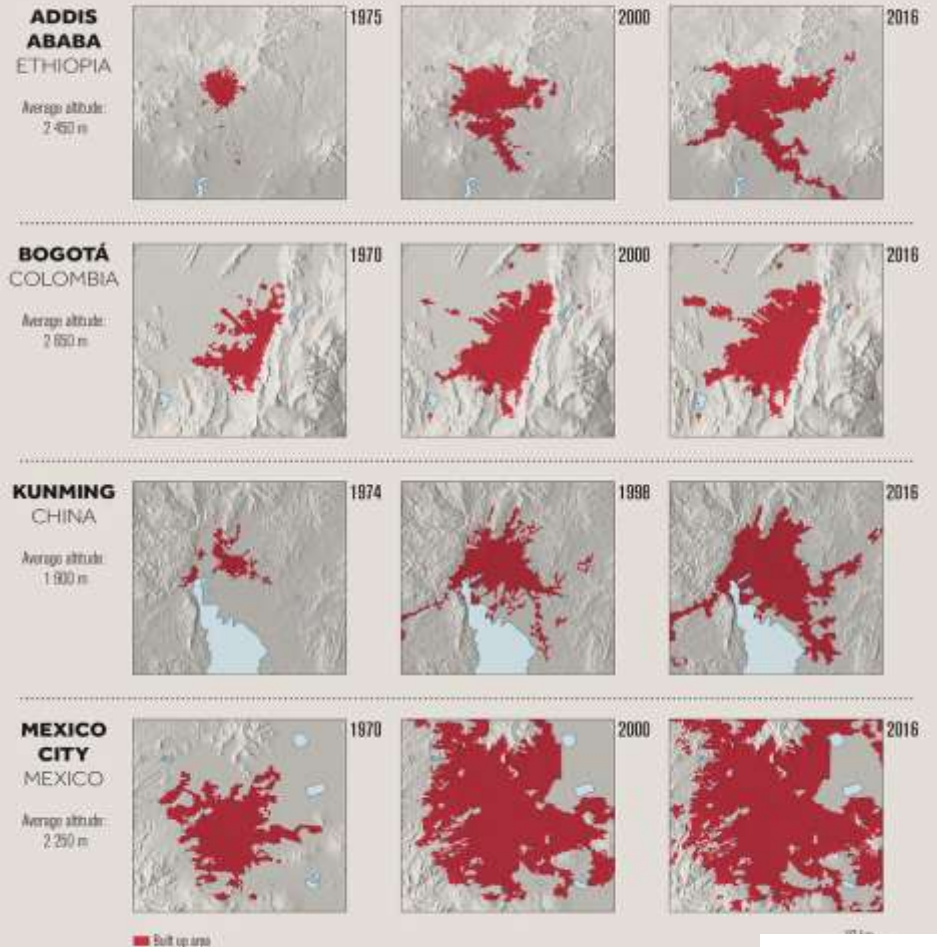 ADDIS
ABABA
ETHIOPIA
Average altitude:
2 450 m
1975
2000
2016
BOGOTÁ
COLOMBIA
Average altitude:
2 650 m
1970
2000
2016
KUNMING
CHINA
Average altitude:
1 900 m
1974
1998
2016
MEXICO
CITY
MEXICO
Average altitude:
2 250 m
1970
2000
2016
Built up area